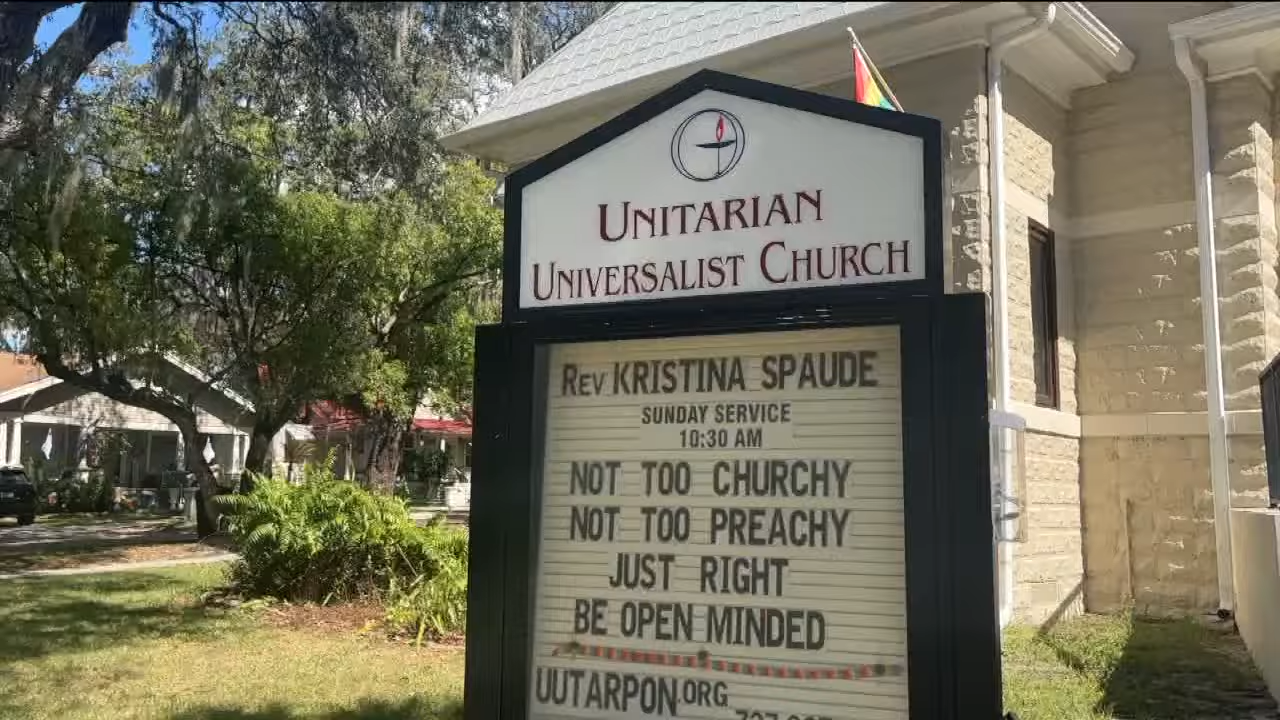 UNITARIAN
UNIVERSALIST CHURCH
REV KRISTINA SPAUDE
SUNDAY SERVICE
10:30 AM
NOT TOO CHURCHY
NOT TOO PREACHY
JUST RIGHT
BE OPEN MINDED
UUTARPON.ORG